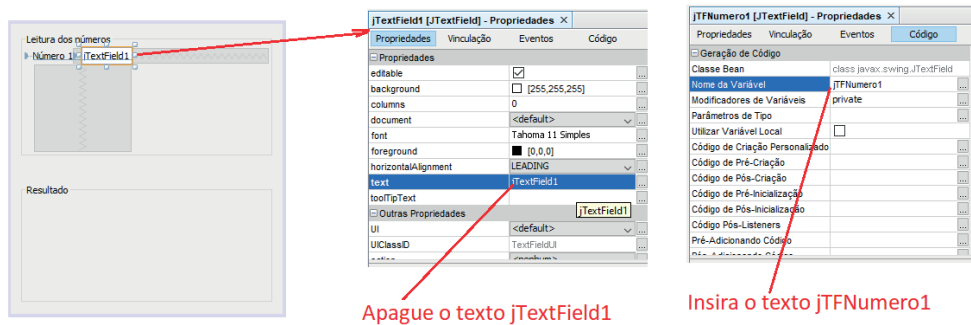 Leitura dos números
Número 1
jTextField1
Resultado
jTextField1 [JTextField] - Propriedades ×
Propriedades Vinculação Eventos Código
Propriedades
editable
background [255,255,255]
columns 0
document <default>
font Tahoma 11 Simples
foreground [0,0,0]
horizontalAlignment LEADING
text jTextField1
toolTipText
jTextField1
Outras Propriedades
UI <default>
UIClassID TextFieldUI
Apague o texto jTextField1
jTFNumero1 [JTextField] - Propriedades ×
Propriedades Vinculação Eventos Código
Geração de Código
Classe Bean class javax.swing.JTextField
Nome da Variável jTFNumero1
Modificadores de Variáveis private
Parâmetros de Tipo
Utilizar Variável Local
Código de Criação Personalizado
Código de Pré-Criação
Código de Pós-Criação
Código de Pré-Inicialização
Código de Pós-Inicialização
Código Pós-Listeners
Pré-Adicionando Código
Insira o texto jTFNumero1